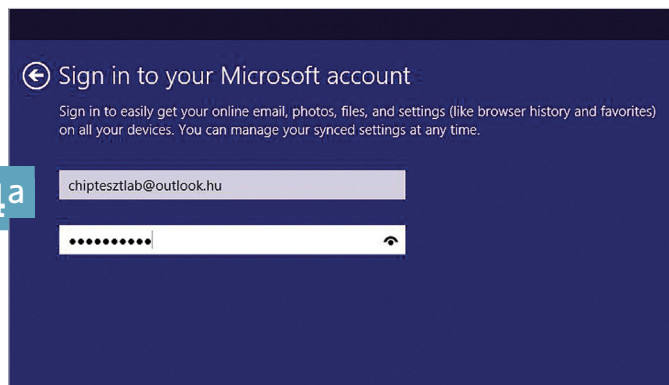 Sign in to your Microsoft account
Sign in to easily get your online email, photos, files, and settings (like browser history and favorites)
on all your devices. You can manage your synced settings at any time.
chiptesztlab@outlook.hu
••••••••••
4a